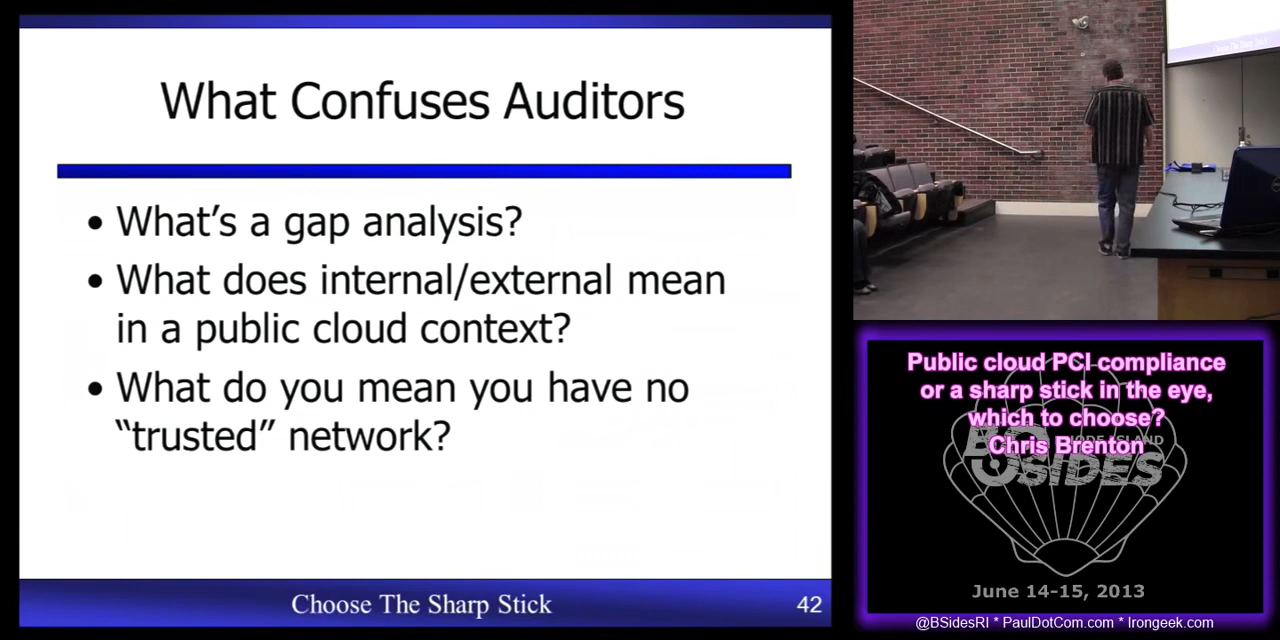 What Confuses Auditors
• What's a gap analysis?
• What does internal/external mean
in a public cloud context?
• What do you mean you have no
“trusted” network?
Choose The Sharp Stick
42
Public cloud PCI compliance
or a sharp stick in the eye,
which to choose?
Chris Brenton
BSIDES
June 14-15, 2013
@BSidesRI * PaulDotCom.com * Irongeek.com